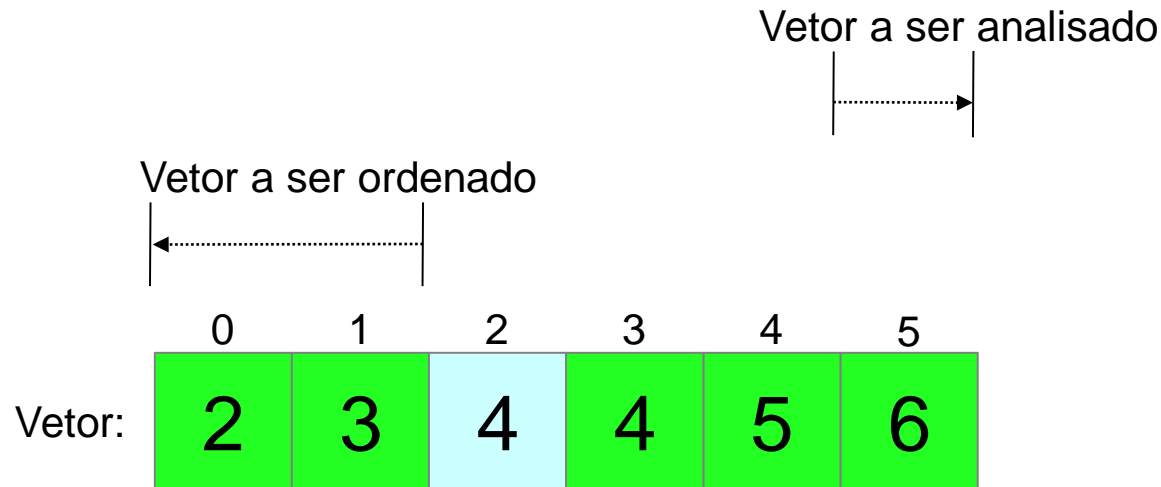 Vetor a ser analisado
Vetor a ser ordenado
0 1 2 3 4 5
Vetor: 2 3 4 4 5 6